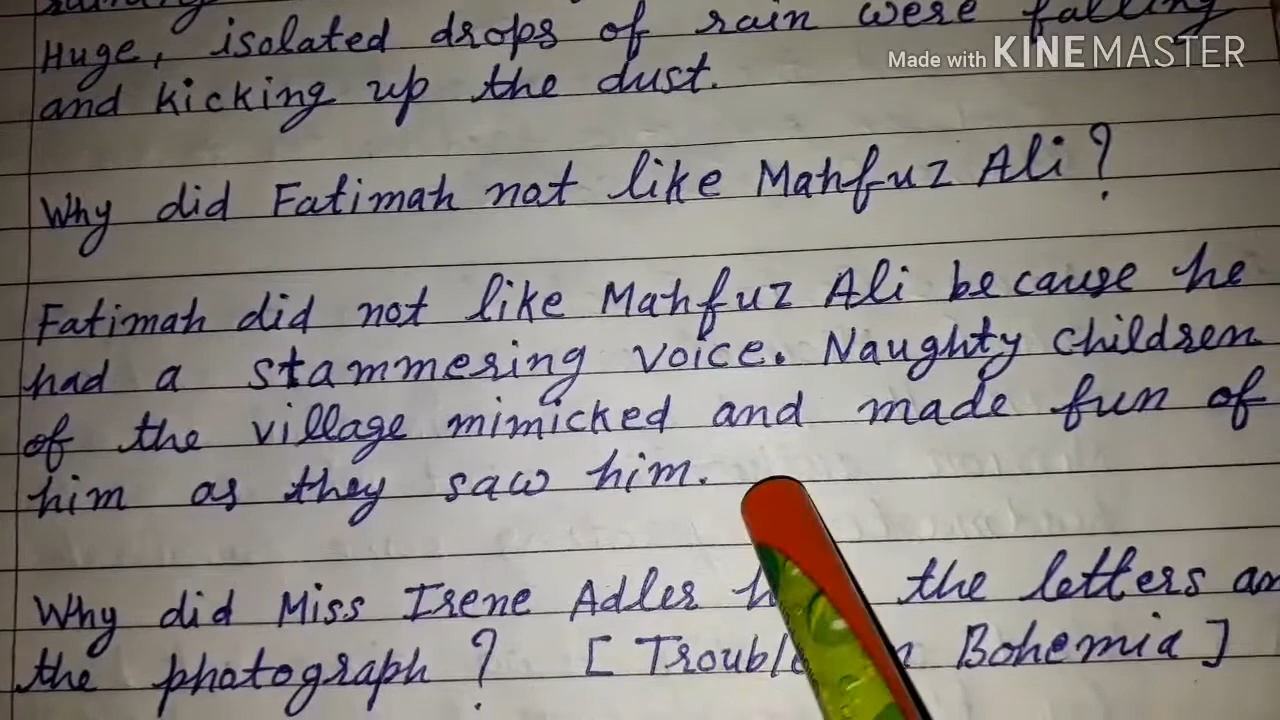 Huge, isolated drops of rain were falling
Made with KINEMASTER
and kicking up the dust.
Why did Fatimah not like Mahfuz Ali?
Fatimah did not like Mahfuz Ali because he
had a stammering voice. Naughty children
of the village mimicked and made fun of
him as they saw him.
Why did Miss Irene Adler the letters an
the photograph? [Trouble Bohemia]